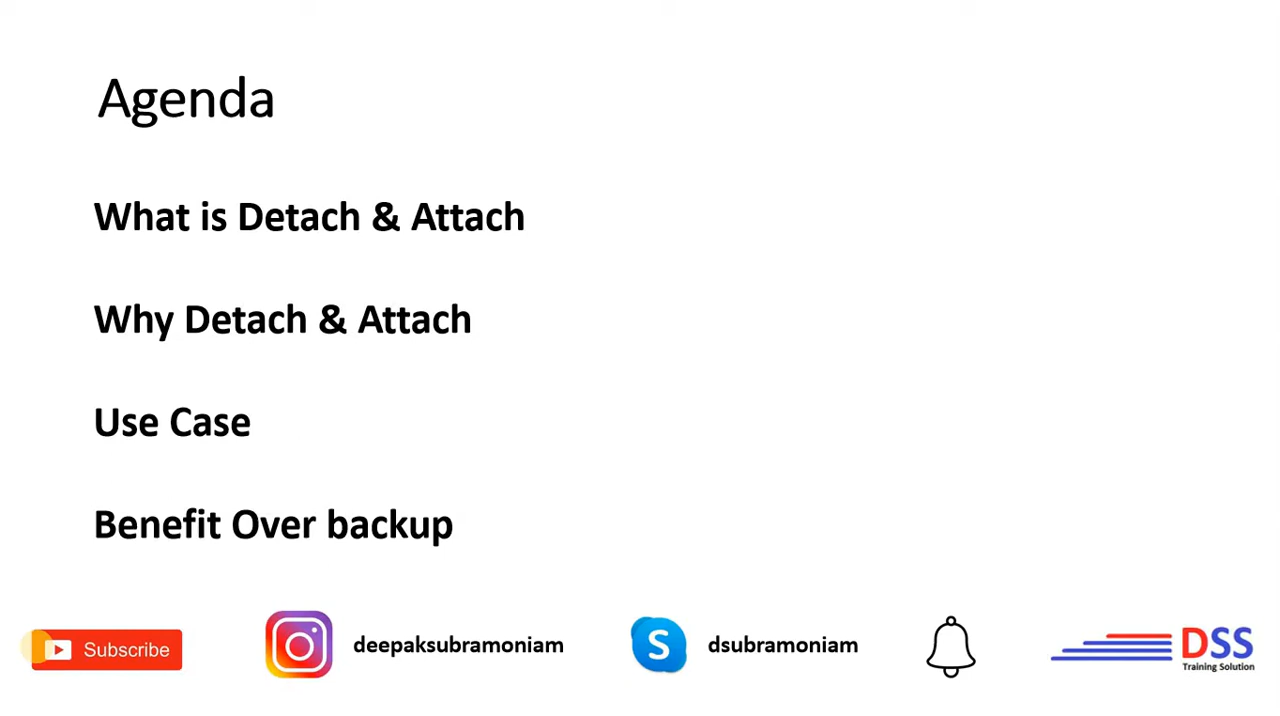 Agenda
What is Detach & Attach
Why Detach & Attach
Use Case
Benefit Over backup
Subscribe
deepaksubramoniam
S
dsubramoniam
DSS
Training Solution